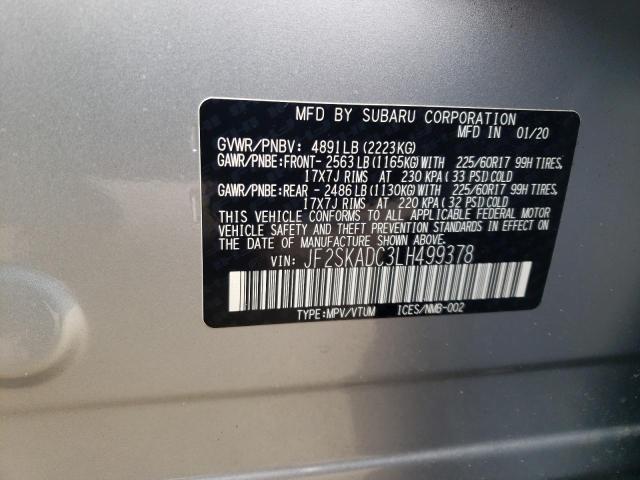 MFD BY SUBARU CORPORATION
MFD IN 01/20
GVWR/PNBV: 4891LB (2223KG)
GAWR/PNBE:FRONT- 2563LB(1165KG)WITH 225/60R17 99H TIRES,
17X7J RIMS AT 230 KPA(33 PSI)COLD
GAWR/PNBE:REAR - 2486LB(1130KG)WITH 225/60R17 99H TIRES,
17X7J RIMS AT 220 KPA(32 PSI)COLD
THIS VEHICLE CONFORMS TO ALL APPLICABLE FEDERAL MOTOR
VEHICLE SAFETY AND THEFT PREVENTION STANDARDS IN EFFECT
ON THE DATE OF MANUFACTURE SHOWN ABOVE.
VIN: JF2SKADC3LH499378
TYPE:MPV/VTUM ICES/NMB-002